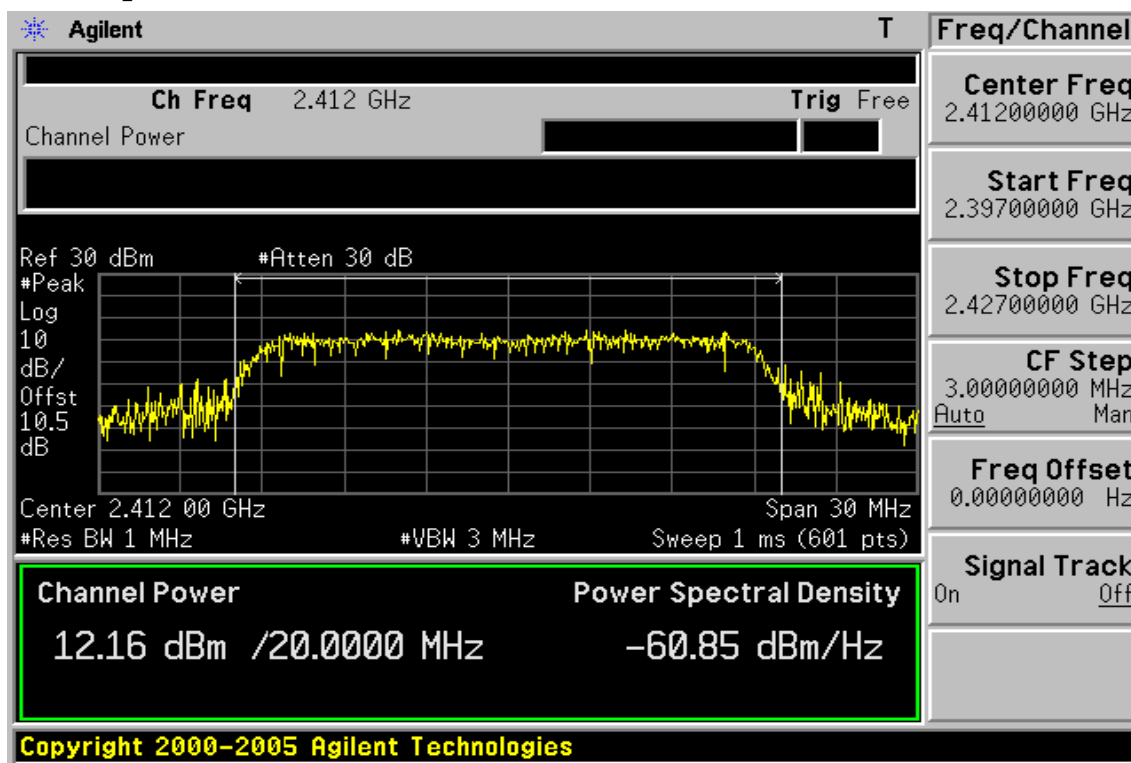 Agilent T
Freq/Channel
Ch Freq 2.412 GHz Trig Free
Channel Power
Center Freq
2.41200000 GHz
Start Freq
2.39700000 GHz
Stop Freq
2.42700000 GHz
CF Step
3.00000000 MHz
Auto Man
Freq Offset
0.00000000 Hz
Signal Track
On Off
Ref 30 dBm #Atten 30 dB
#Peak
Log
10
dB/
Offst
10.5
dB
Center 2.412 00 GHz Span 30 MHz
#Res BW 1 MHz #VBW 3 MHz Sweep 1 ms (601 pts)
Channel Power Power Spectral Density
12.16 dBm /20.0000 MHz -60.85 dBm/Hz
Copyright 2000-2005 Agilent Technologies